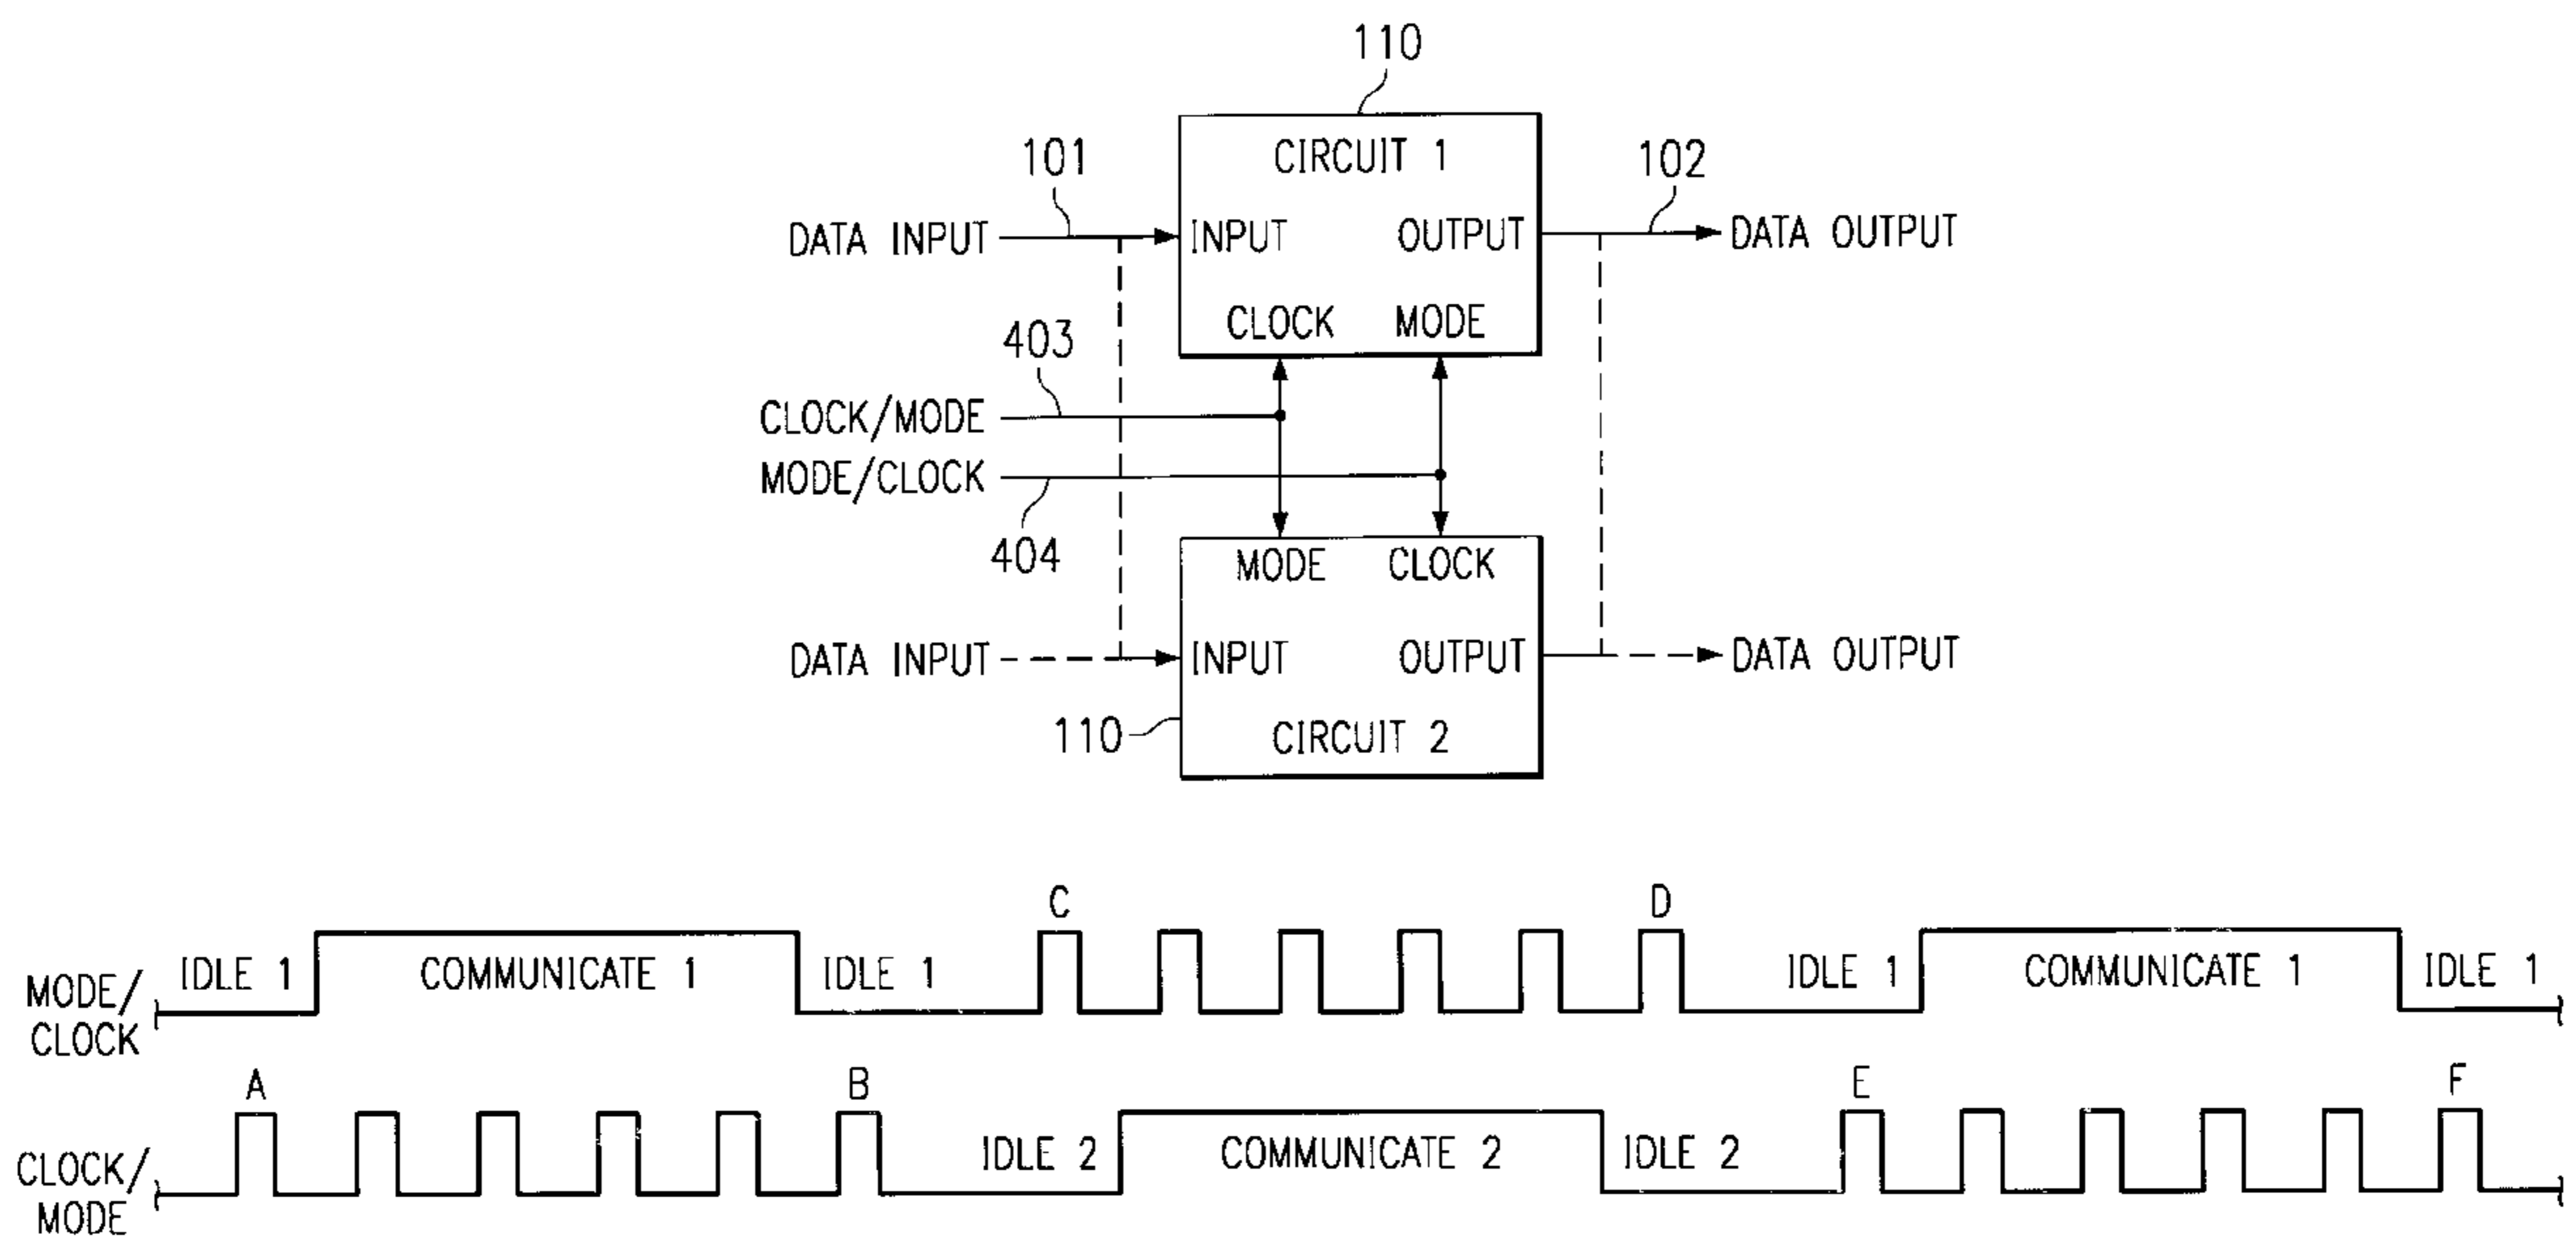 110
CIRCUIT 1
101
102
DATA INPUT
INPUT
OUTPUT
DATA OUTPUT
CLOCK
MODE
403
CLOCK/MODE
MODE/CLOCK
404
MODE
CLOCK
DATA INPUT
INPUT
OUTPUT
DATA OUTPUT
110
CIRCUIT 2
C
D
IDLE 1
COMMUNICATE 1
IDLE 1
IDLE 1
COMMUNICATE 1
IDLE 1
MODE/
CLOCK
A
B
E
F
IDLE 2
COMMUNICATE 2
IDLE 2
CLOCK/
MODE